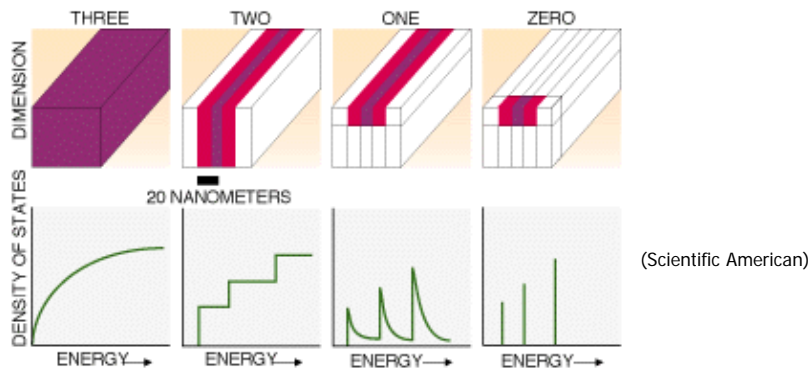 THREE TWO ONE ZERO
DIMENSION
20 NANOMETERS
DENSITY OF STATES
(Scientific American)
ENERGY ENERGY ENERGY ENERGY